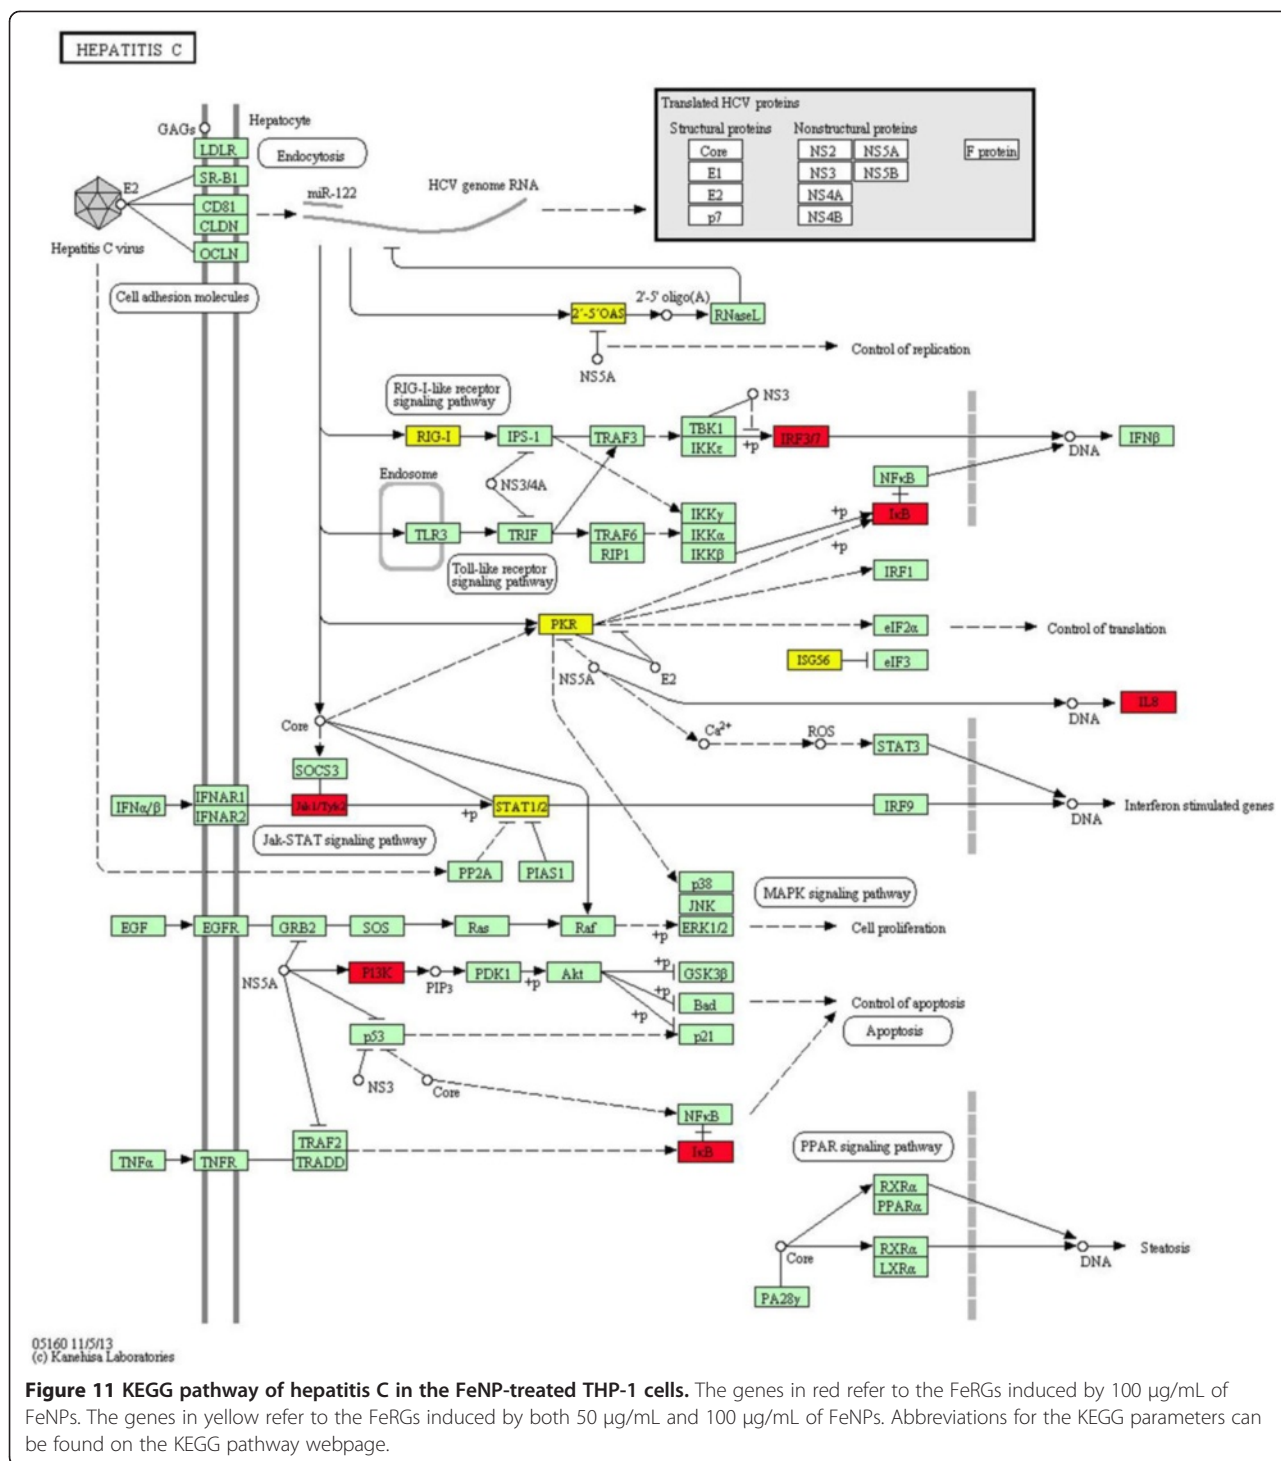 HEPATITIS C
GAGs
Hepatocyte
LDLR
Endocytosis
SR-B1
E2
CD81
CLDN
OCLN
Hepatitis C virus
Cell adhesion molecules
miR-122
HCV genome RNA
Translated HCV proteins
Structural proteins
Nonstructural proteins
Core
NS2
NS5A
F protein
E1
NS3
NS5B
E2
NS4A
p7
NS4B
2'-5'OAS
2'-5' oligo(A)
RNaseL
NS5A
Control of replication
RIG-I-like receptor
signaling pathway
RIG-I
IPS-1
TRAF3
TBK1
IKKε
NS3
+p
IRF3/7
DNA
IFNβ
Endosome
NS3/4A
NFκB
+p
IκB
+p
TLR3
TRIF
TRAF6
RIP1
IKKγ
IKKα
IKKβ
Toll-like receptor
signaling pathway
IRF1
PKR
eIF2α
Control of translation
ISG56
eIF3
NS5A
E2
IL8
DNA
Core
Ca2+
ROS
STAT3
SOCS3
IFNα/β
IFNAR1
IFNAR2
Jak1/Tyk2
+p
STAT1/2
IRF9
DNA
Interferon stimulated genes
Jak-STAT signaling pathway
PP2A
PIAS1
p38
JNK
ERK1/2
MAPK signaling pathway
EGF
EGFR
GRB2
SOS
Ras
Raf
+p
Cell proliferation
NS5A
PI3K
PIP3
PDK1
+p
Akt
+p
GSK3β
+p
Bad
Control of apoptosis
+p
p21
Apoptosis
p53
NS3
Core
NFκB
IκB
TNFα
TNFR
TRAF2
TRADD
PPAR signaling pathway
RXRα
PPARα
Core
RXRα
LXRα
DNA
Steatosis
PA28γ
05160 11/5/13
(c) Kanehisa Laboratories
Figure 11 KEGG pathway of hepatitis C in the FeNP-treated THP-1 cells. The genes in red refer to the FeRGs induced by 100 μg/mL of
FeNPs. The genes in yellow refer to the FeRGs induced by both 50 μg/mL and 100 μg/mL of FeNPs. Abbreviations for the KEGG parameters can
be found on the KEGG pathway webpage.